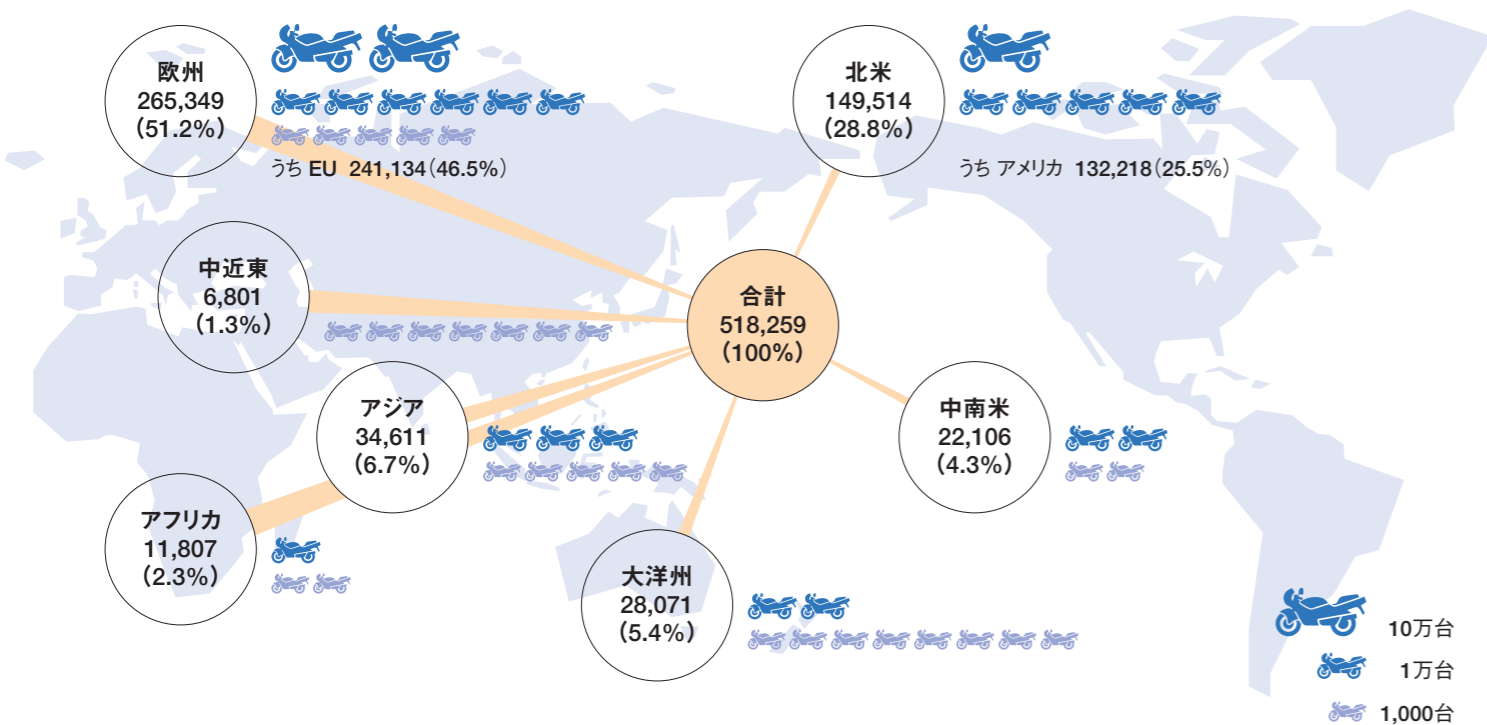 欧州
265,349
(51.2%)
うち EU 241,134(46.5%)
北米
149,514
(28.8%)
うち アメリカ 132,218(25.5%)
中近東
6,801
(1.3%)
合計
518,259
(100%)
アジア
34,611
(6.7%)
中南米
22,106
(4.3%)
アフリカ
11,807
(2.3%)
大洋州
28,071
(5.4%)
10万台
1万台
1,000台